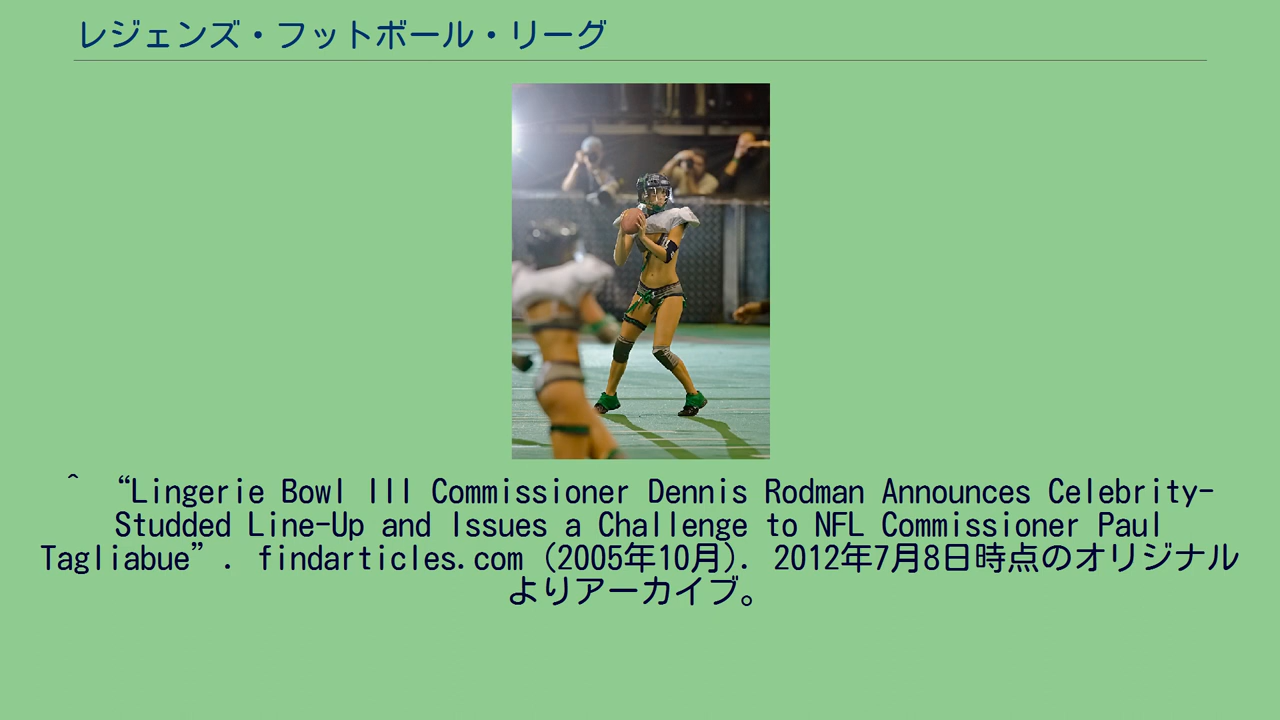 レジェンズ・フットボール・リーグ
^ “Lingerie Bowl III Commissioner Dennis Rodman Announces Celebrity-
Studded Line-Up and Issues a Challenge to NFL Commissioner Paul
Tagliabue”. findarticles.com (2005年10月). 2012年7月8日時点のオリジナル
よりアーカイブ。